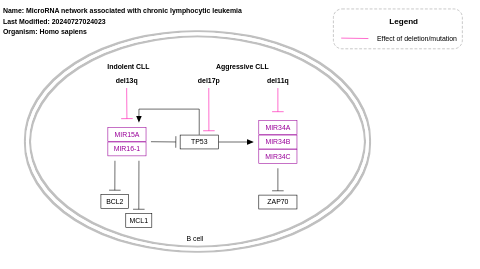 Name: MicroRNA network associated with chronic lymphocytic leukemia
Last Modified: 20240727024023
Organism: Homo sapiens
Legend
Effect of deletion/mutation
Indolent CLL
Aggressive CLL
del13q
del17p
del11q
MIR15A
MIR16-1
TP53
MIR34A
MIR34B
MIR34C
BCL2
MCL1
ZAP70
B cell